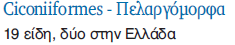 Ciconiiformes - Πελαργόμορφα
19 είδη, δύο στην Ελλάδα